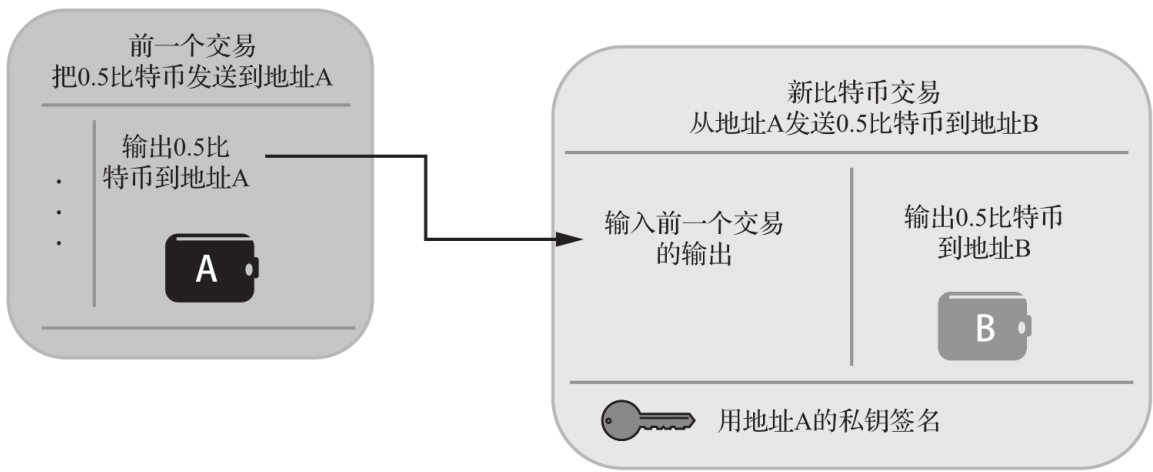 前一个交易
把0.5比特币发送到地址A
输出0.5比
特币到地址A
A
新比特币交易
从地址A发送0.5比特币到地址B
输入前一个交易
的输出
输出0.5比特币
到地址B
B
用地址A的私钥签名